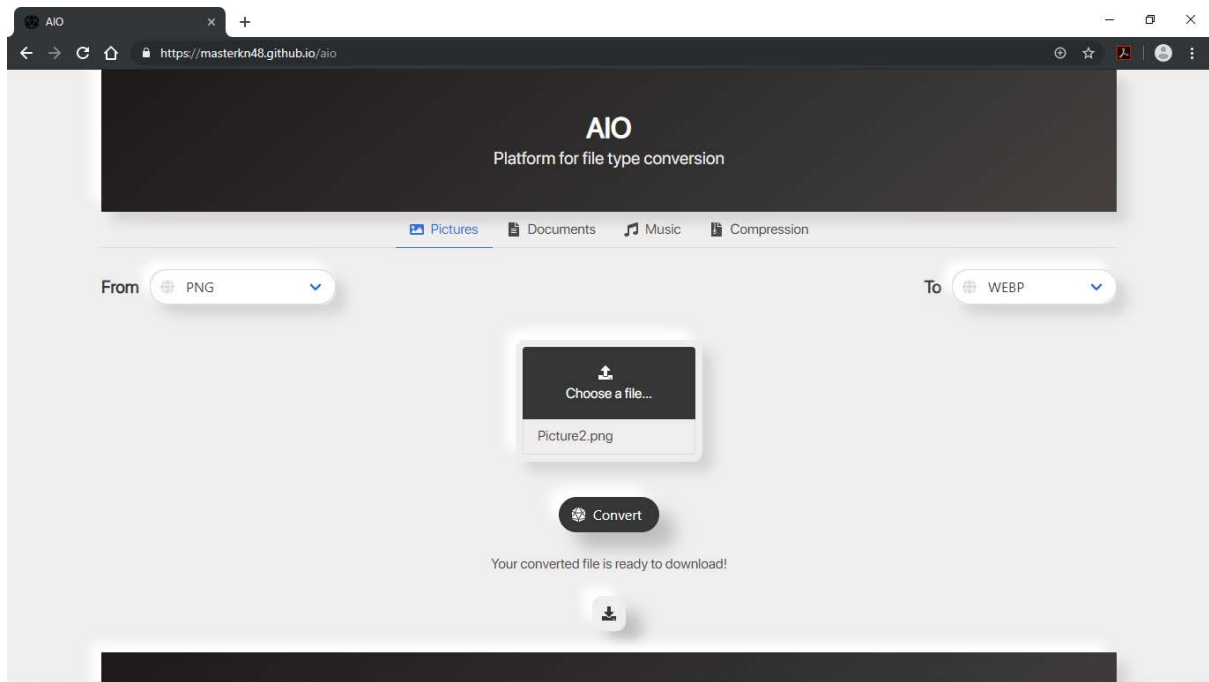 AIO
https://masterkn48.github.io/aio
AIO
Platform for file type conversion
Pictures Documents Music Compression
From PNG To WEBP
Choose a file...
Picture2.png
Convert
Your converted file is ready to download!